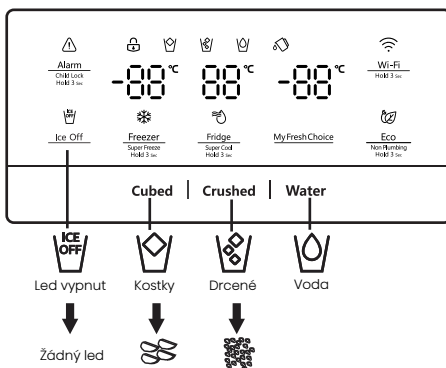 Alarm
Child Lock
Hold 3 Sec
-88 °C
88 °C
-88 °C
Wi-Fi
Hold 3 Sec
ICE OFF
Ice Off
Freezer
Super Freeze
Hold 3 Sec
Fridge
Super Cool
Hold 3 Sec
My Fresh Choice
Eco
Non Plumbing
Hold 3 Sec
Cubed | Crushed | Water
ICE
OFF
Led vypnut
Kostky
Drcené
Voda
Žádný led